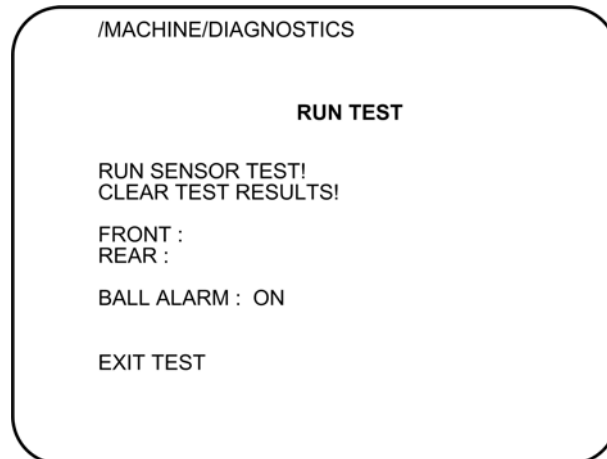 /MACHINE/DIAGNOSTICS
RUN TEST
RUN SENSOR TEST!
CLEAR TEST RESULTS!
FRONT :
REAR :
BALL ALARM : ON
EXIT TEST